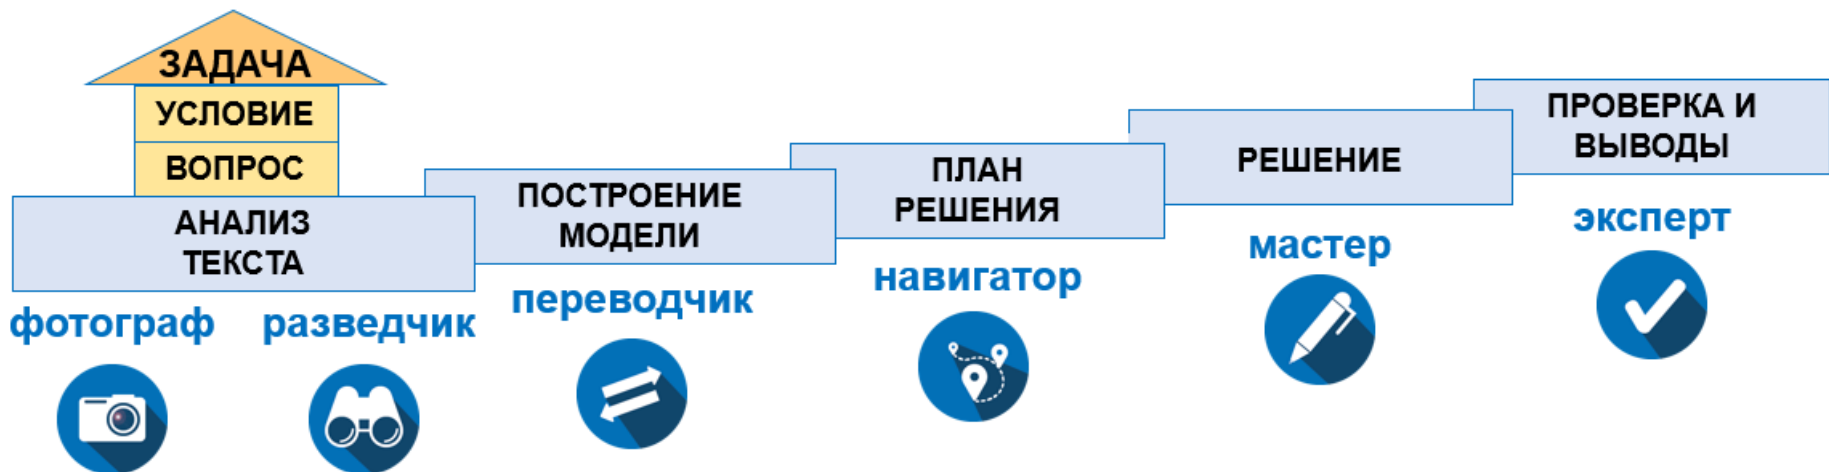 ЗАДАЧА
УСЛОВИЕ
ВОПРОС
АНАЛИЗ
ТЕКСТА
фотограф
разведчик
ПОСТРОЕНИЕ
МОДЕЛИ
переводчик
ПЛАН
РЕШЕНИЯ
навигатор
РЕШЕНИЕ
мастер
ПРОВЕРКА И
ВЫВОДЫ
эксперт